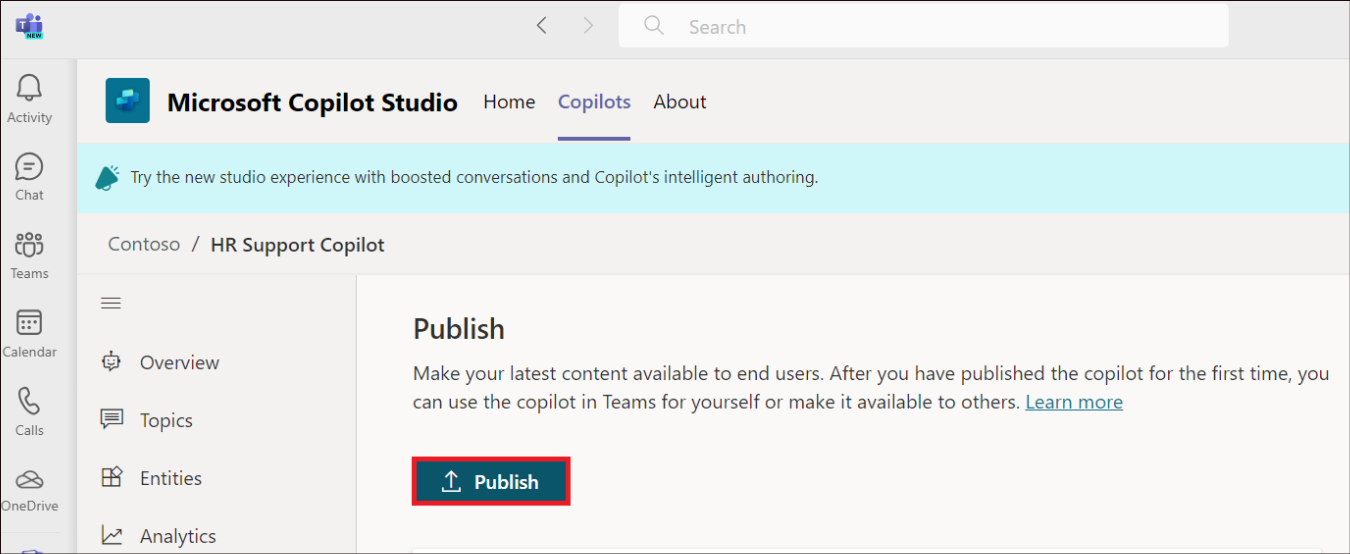 NEW
Search
Activity
Chat
Teams
Calendar
Calls
OneDrive
Microsoft Copilot Studio Home Copilots About
Try the new studio experience with boosted conversations and Copilot's intelligent authoring.
Contoso / HR Support Copilot
Overview
Topics
Entities
Analytics
Publish
Make your latest content available to end users. After you have published the copilot for the first time, you
can use the copilot in Teams for yourself or make it available to others. Learn more
Publish